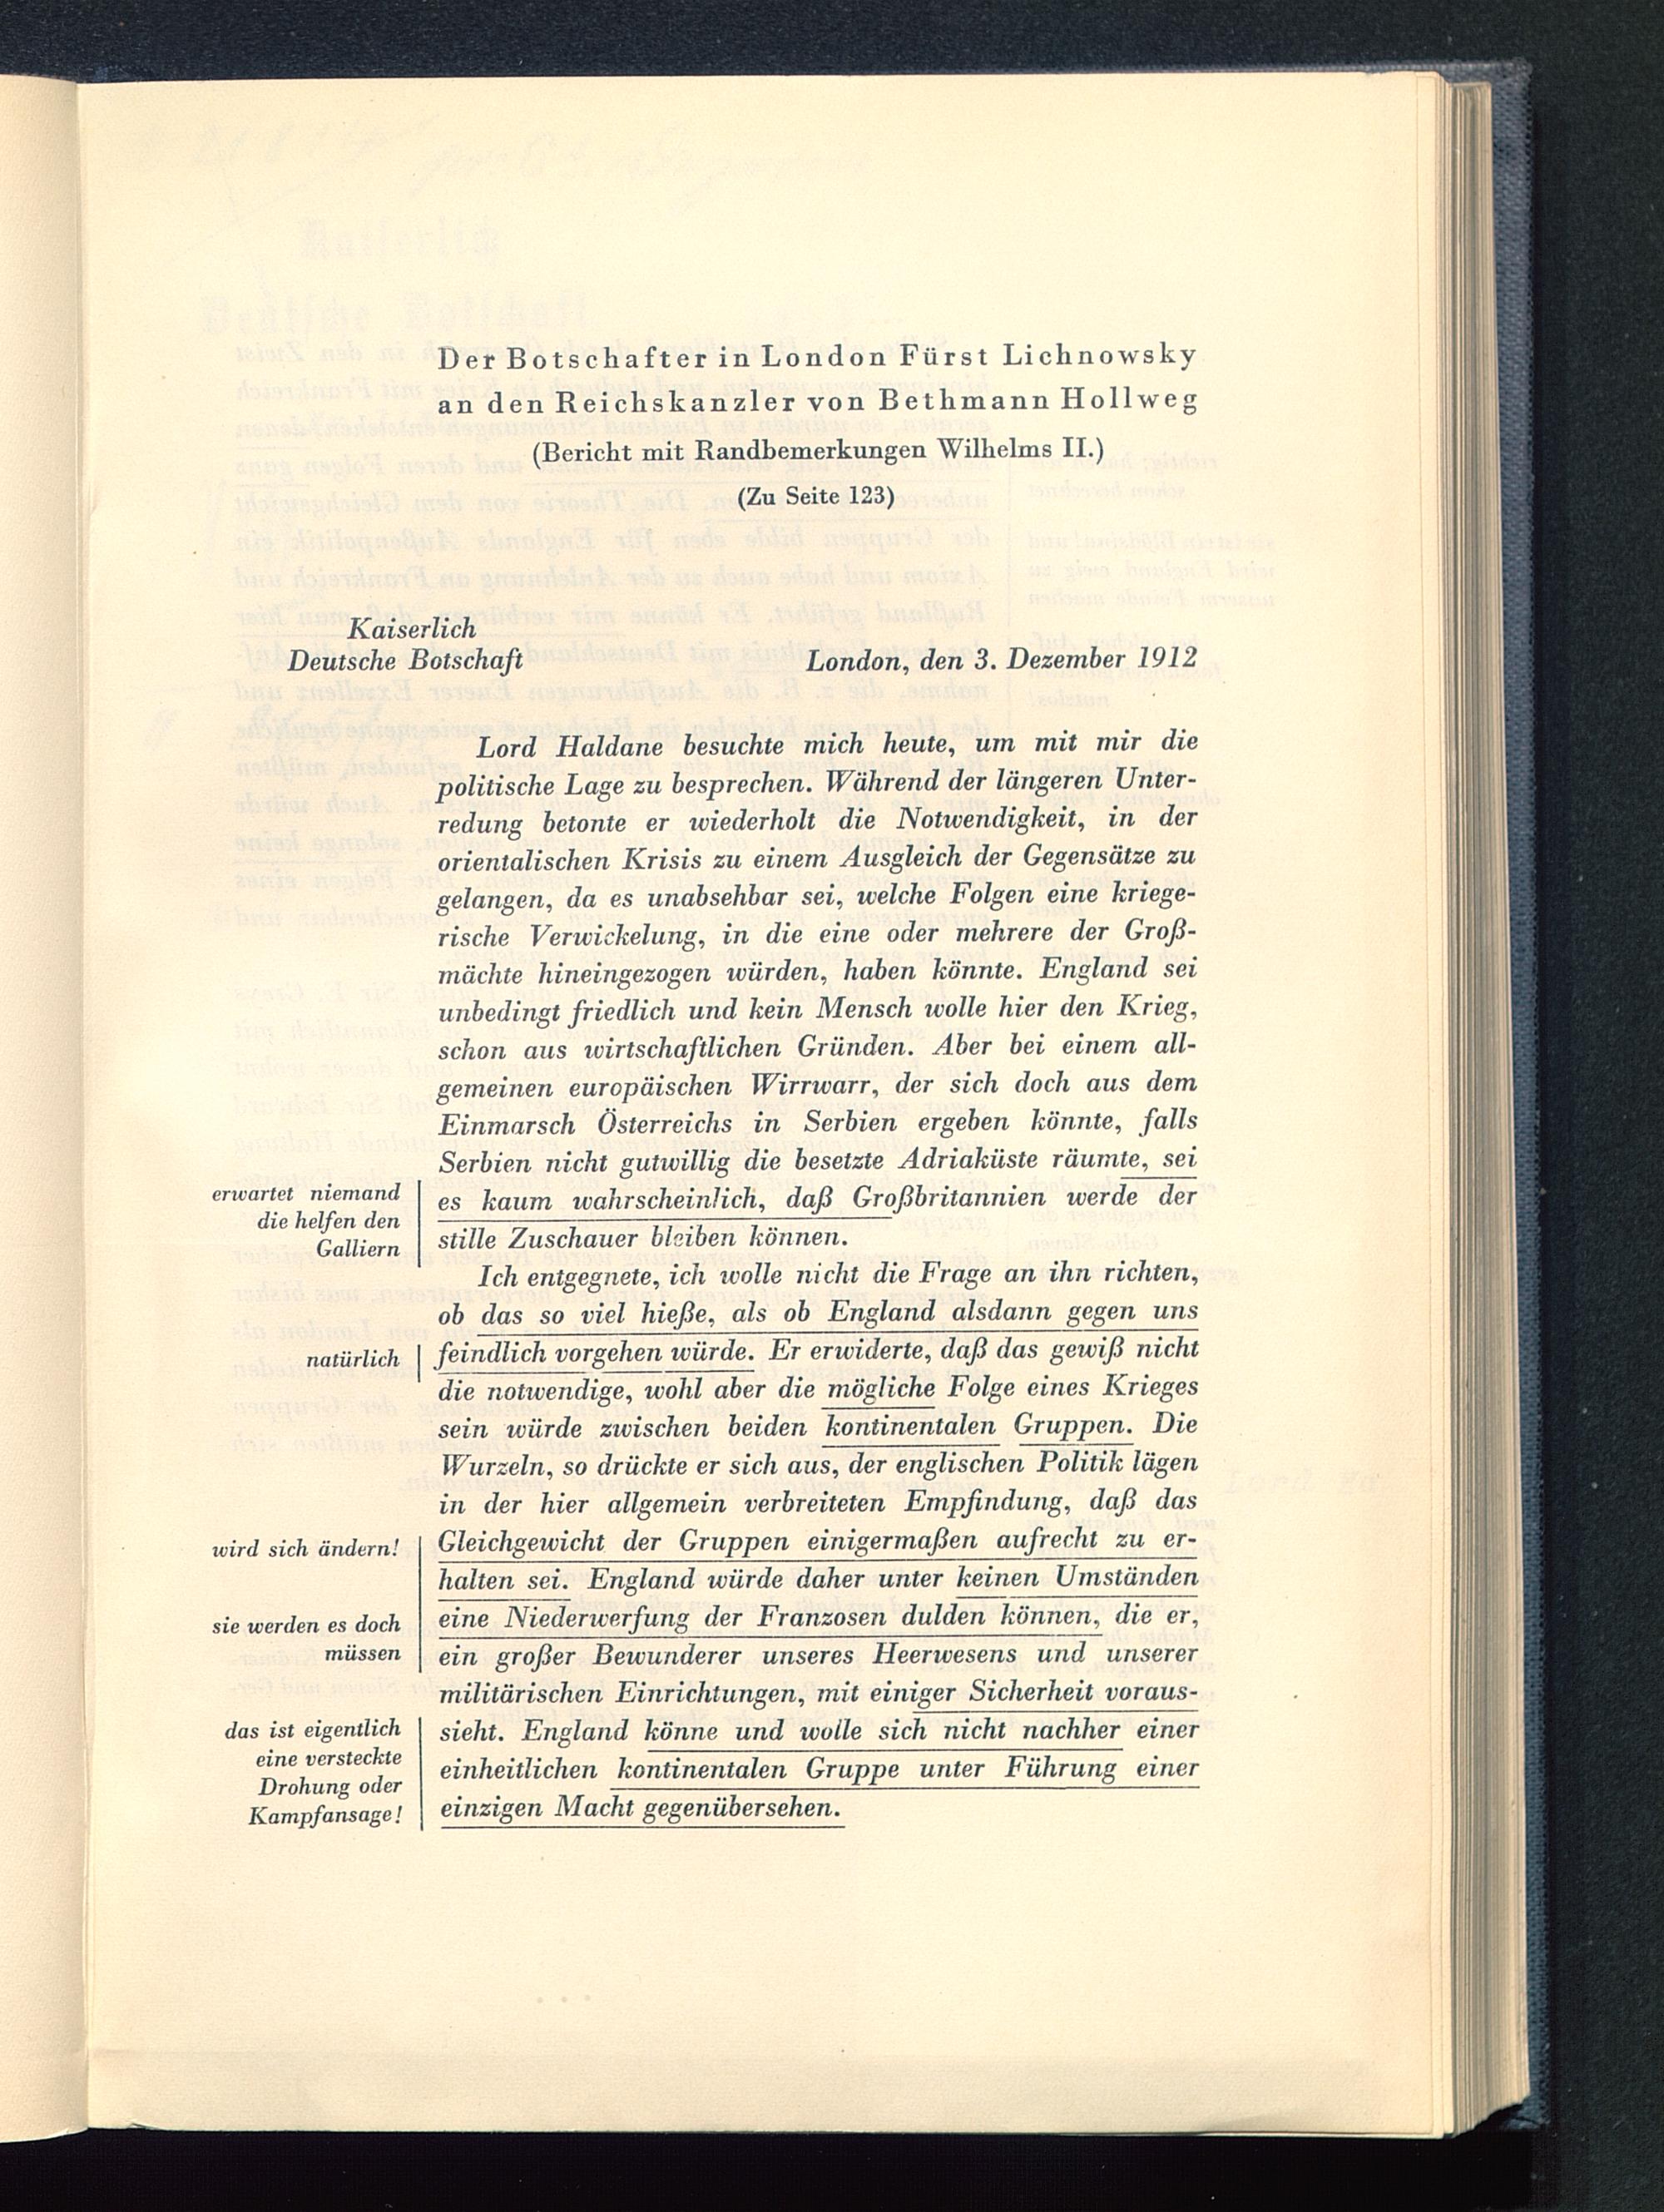 Der Botschafter in London Fürst Lichnowsky
an den Reichskanzler von Bethmann Hollweg
(Bericht mit Randbemerkungen Wilhelms II.)
(Zu Seite 123)
Kaiserlich
Deutsche Botschaft
London, den 3. Dezember 1912
Lord Haldane besuchte mich heute, um mit mir die
politische Lage zu besprechen. Während der längeren Unter-
redung betonte er wiederholt die Notwendigkeit, in der
orientalischen Krisis zu einem Ausgleich der Gegensätze zu
gelangen, da es unabsehbar sei, welche Folgen eine kriege-
rische Verwickelung, in die eine oder mehrere der Groß-
mächte hineingezogen würden, haben könnte. England sei
unbedingt friedlich und kein Mensch wolle hier den Krieg,
schon aus wirtschaftlichen Gründen. Aber bei einem all-
gemeinen europäischen Wirrwarr, der sich doch aus dem
Einmarsch Österreichs in Serbien ergeben könnte, falls
Serbien nicht gutwillig die besetzte Adriaküste räumte, sei
es kaum wahrscheinlich, daß Großbritannien werde der
stille Zuschauer bleiben können.
erwartet niemand
die helfen den
Galliern
Ich entgegnete, ich wolle nicht die Frage an ihn richten,
ob das so viel hieße, als ob England alsdann gegen uns
feindlich vorgehen würde. Er erwiderte, daß das gewiß nicht
natürlich
die notwendige, wohl aber die mögliche Folge eines Krieges
sein würde zwischen beiden kontinentalen Gruppen. Die
Wurzeln, so drückte er sich aus, der englischen Politik lägen
in der hier allgemein verbreiteten Empfindung, daß das
Gleichgewicht der Gruppen einigermaßen aufrecht zu er-
wird sich ändern!
halten sei. England würde daher unter keinen Umständen
eine Niederwerfung der Franzosen dulden können, die er,
ein großer Bewunderer unseres Heerwesens und unserer
sie werden es doch
müssen
militärischen Einrichtungen, mit einiger Sicherheit voraus-
sieht. England könne und wolle sich nicht nachher einer
einheitlichen kontinentalen Gruppe unter Führung einer
einzigen Macht gegenübersehen.
das ist eigentlich
eine versteckte
Drohung oder
Kampfansage!